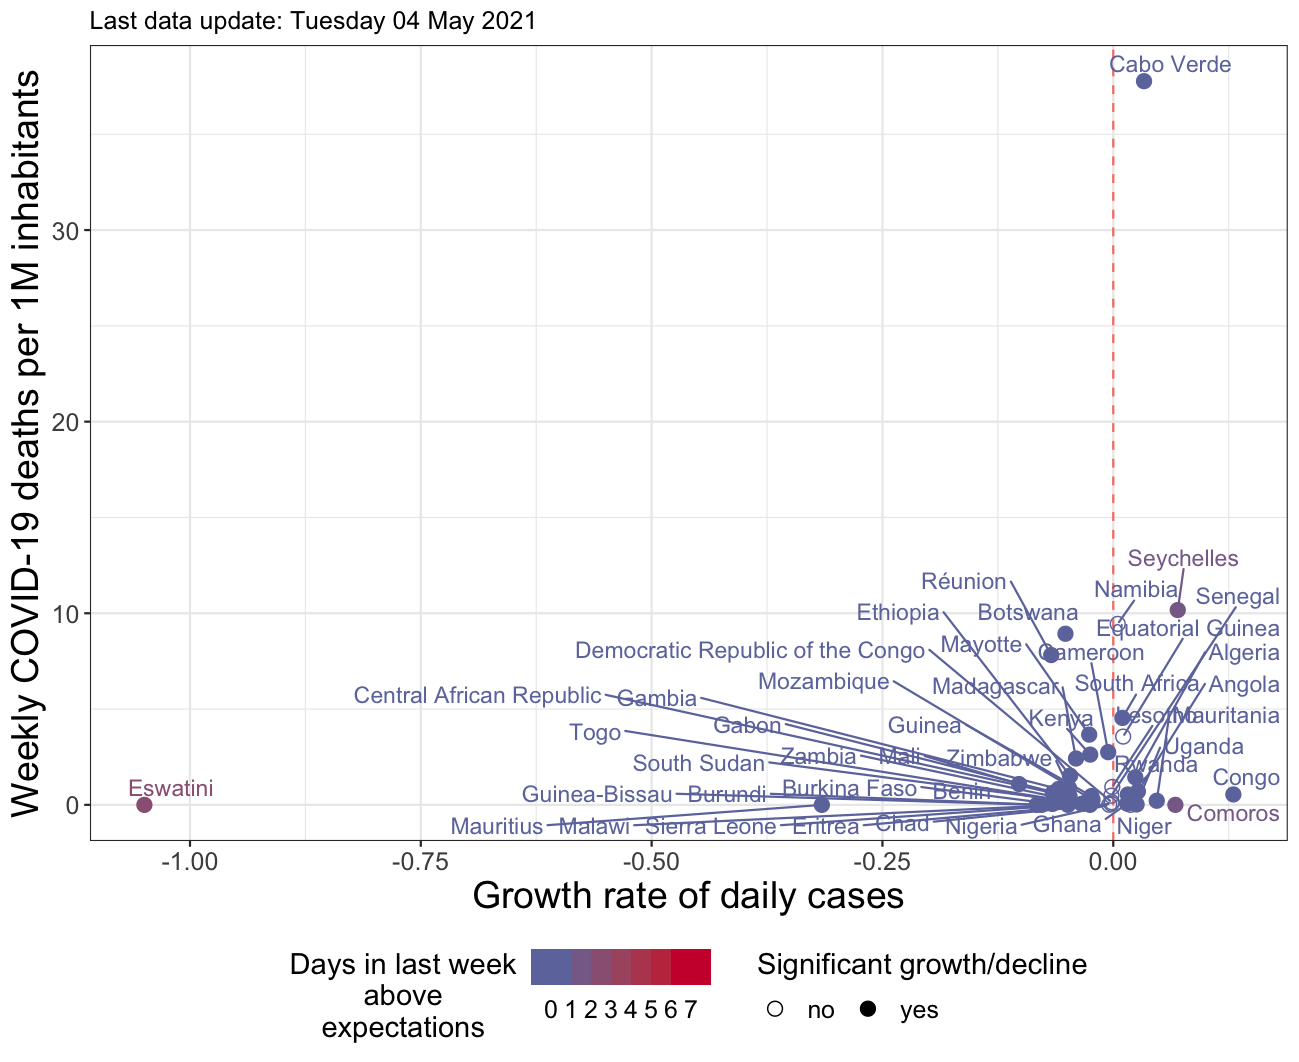 Last data update: Tuesday 04 May 2021
Weekly COVID-19 deaths per 1M inhabitants
30
20
10
0
Cabo Verde
Seychelles
Réunion
Namibia
Senegal
Ethiopia
Botswana
Equatorial Guinea
Democratic Republic of the Congo
Mayotte
Cameroon
Algeria
Mozambique
Madagascar
South Africa
Angola
Central African Republic
Gambia
Togo
Gabon
Guinea
Kenya
Lesotho
Mauritania
South Sudan
Zambia
Mali
Zimbabwe
Rwanda
Uganda
Eswatini
Guinea-Bissau
Burundi
Burkina Faso
Benin
Congo
Mauritius
Malawi
Sierra Leone
Eritrea
Chad
Nigeria
Ghana
Niger
Comoros
-1.00
-0.75
-0.50
-0.25
0.00
Growth rate of daily cases
Days in last week
above
expectations
0 1 2 3 4 5 6 7
Significant growth/decline
no
yes